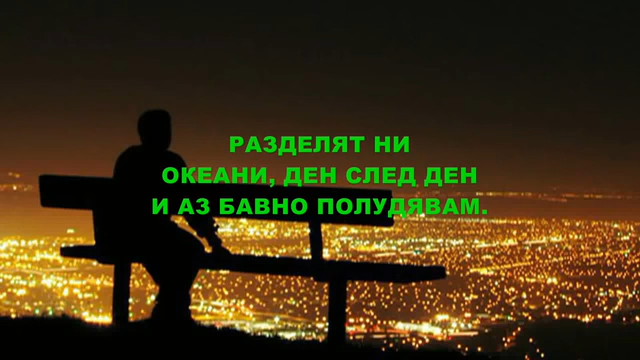 РАЗДЕЛЯТ НИ
ОКЕАНИ, ДЕН СЛЕД ДЕН
И АЗ БАВНО ПОЛУДЯВАМ.